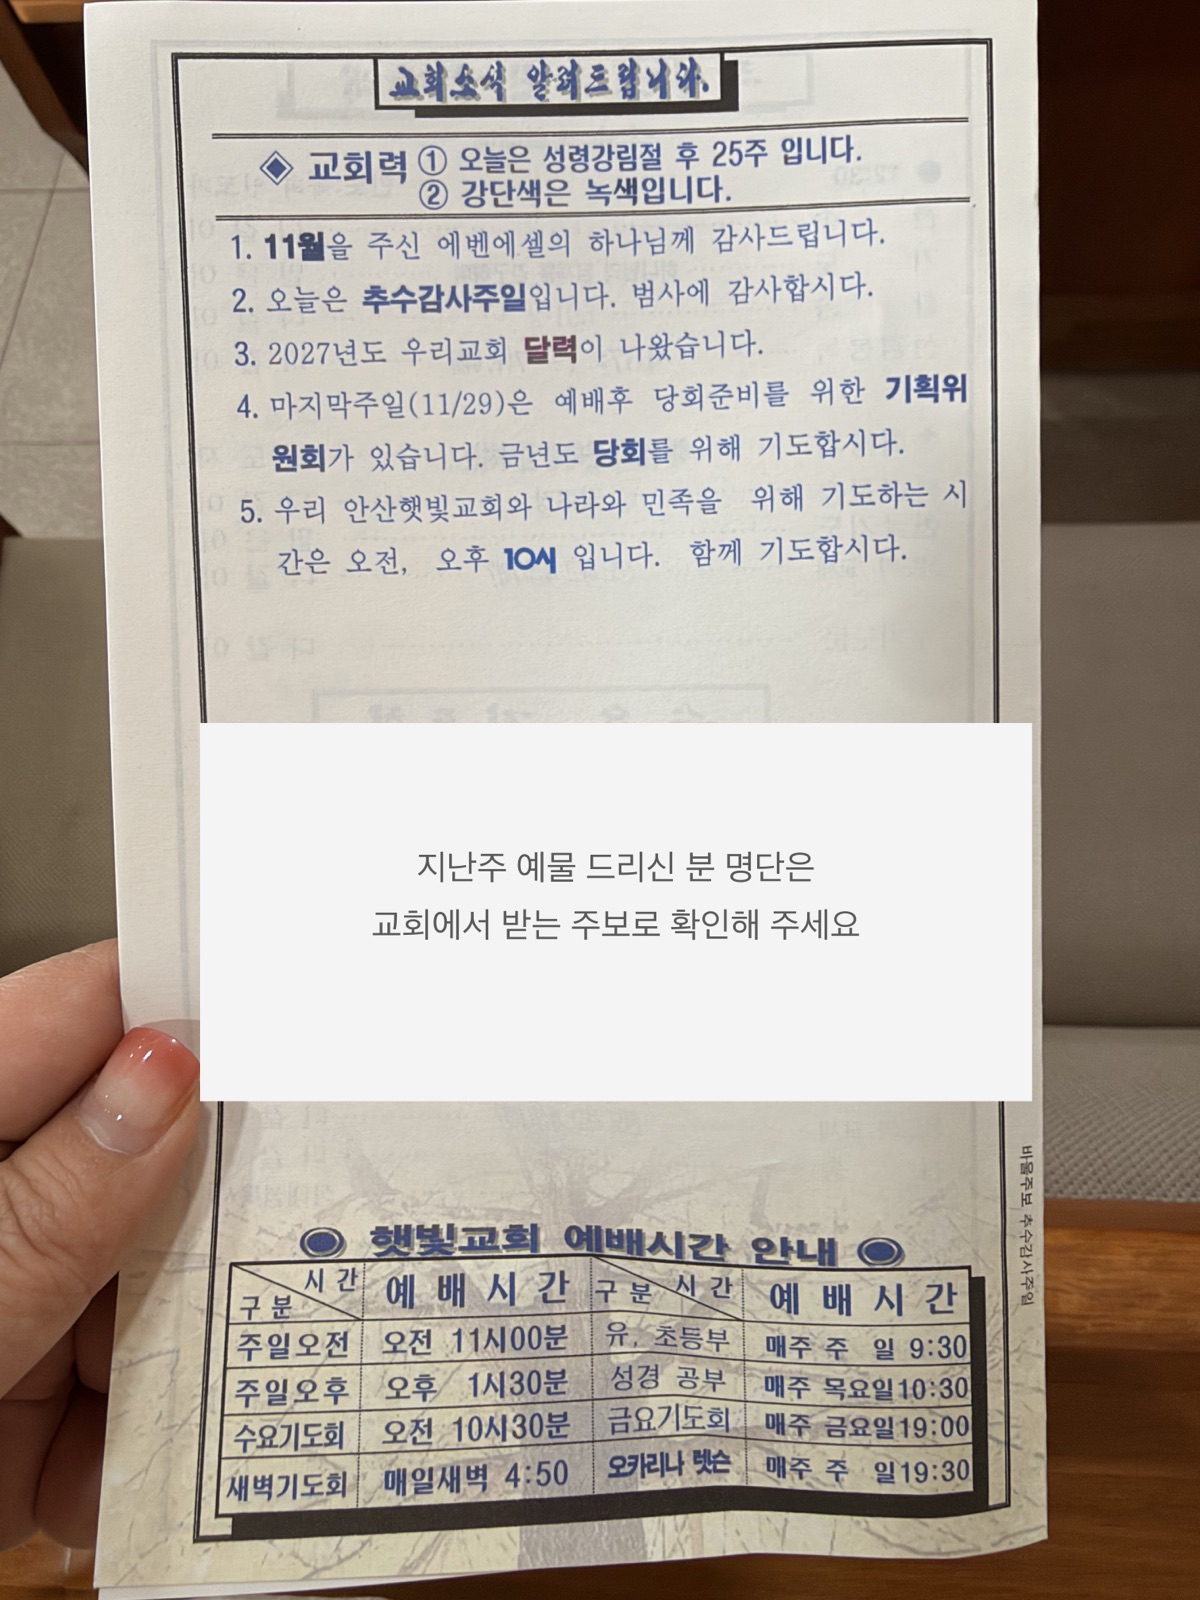 교회소식 알려드립니다.
◈ 교회력 ① 오늘은 성령강림절 후 25주 입니다.
② 강단색은 녹색입니다.
1. 11월을 주신 에벤에셀의 하나님께 감사드립니다.
2. 오늘은 추수감사주일입니다. 범사에 감사합시다.
3. 2027년도 우리교회 달력이 나왔습니다.
4. 마지막주일(11/29)은 예배후 당회준비를 위한 기획위
원회가 있습니다. 금년도 당회를 위해 기도합시다.
5. 우리 안산햇빛교회와 나라와 민족을 위해 기도하는 시
간은 오전, 오후 10시 입니다. 함께 기도합시다.
지난주 예물 드리신 분 명단은
교회에서 받는 주보로 확인해 주세요
바울주보 추수감사주일
햇빛교회 예배시간 안내
시간 구분 예배시간 구분 시간 예배시간
주일오전 오전 11시00분 유, 초등부 매주 주 일 9:30
주일오후 오후 1시30분 성경 공부 매주 목요일10:30
수요기도회 오전 10시30분 금요기도회 매주 금요일19:00
새벽기도회 매일새벽 4:50 오카리나 렛슨 매주 주 일19:30